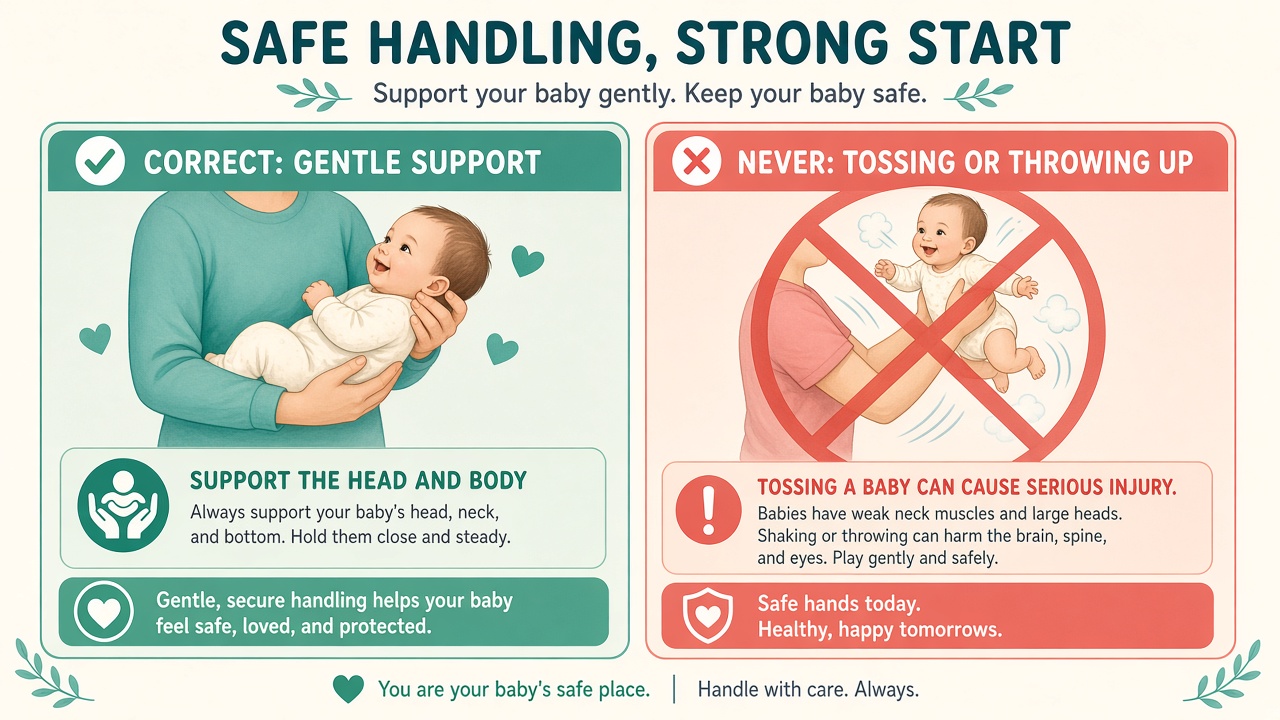 SAFE HANDLING, STRONG START
Support your baby gently. Keep your baby safe.
CORRECT: GENTLE SUPPORT
SUPPORT THE HEAD AND BODY
Always support your baby's head, neck,
and bottom. Hold them close and steady.
Gentle, secure handling helps your baby
feel safe, loved, and protected.
NEVER: TOSSING OR THROWING UP
TOSSING A BABY CAN CAUSE SERIOUS INJURY.
Babies have weak neck muscles and large heads.
Shaking or throwing can harm the brain, spine,
and eyes. Play gently and safely.
Safe hands today.
Healthy, happy tomorrows.
You are your baby's safe place.
Handle with care. Always.